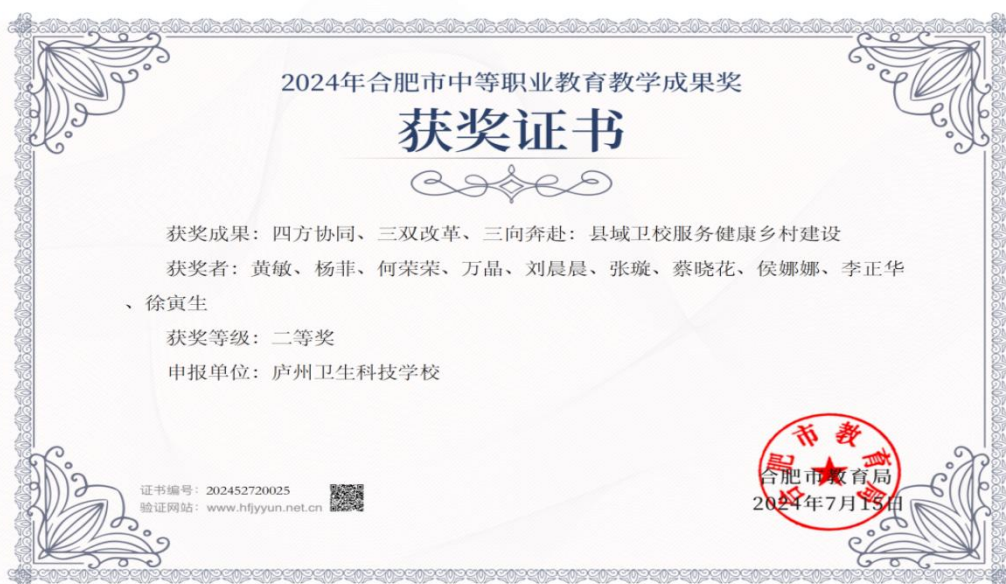 2024年合肥市中等职业教育教学成果奖
获奖证书
获奖成果：四方协同、三双改革、三向奔赴：县域卫校服务健康乡村建设
获奖者：黄敏、杨菲、何荣荣、万晶、刘晨晨、张璇、蔡晓花、侯娜娜、李正华
、徐寅生
获奖等级：二等奖
申报单位：庐州卫生科技学校
合肥市教育局
合肥市教育局
2024年7月15日
证书编号：202452720025
验证网站：www.hfjyyun.net.cn